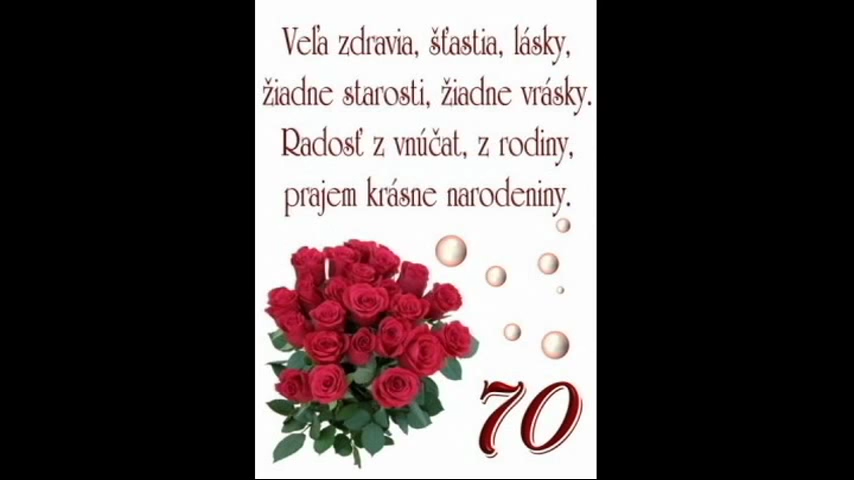 Veľa zdravia, šťastia, lásky,
žiadne starosti, žiadne vrásky.
Radosť z vnúčat, z rodiny,
prajem krásne narodeniny.
70